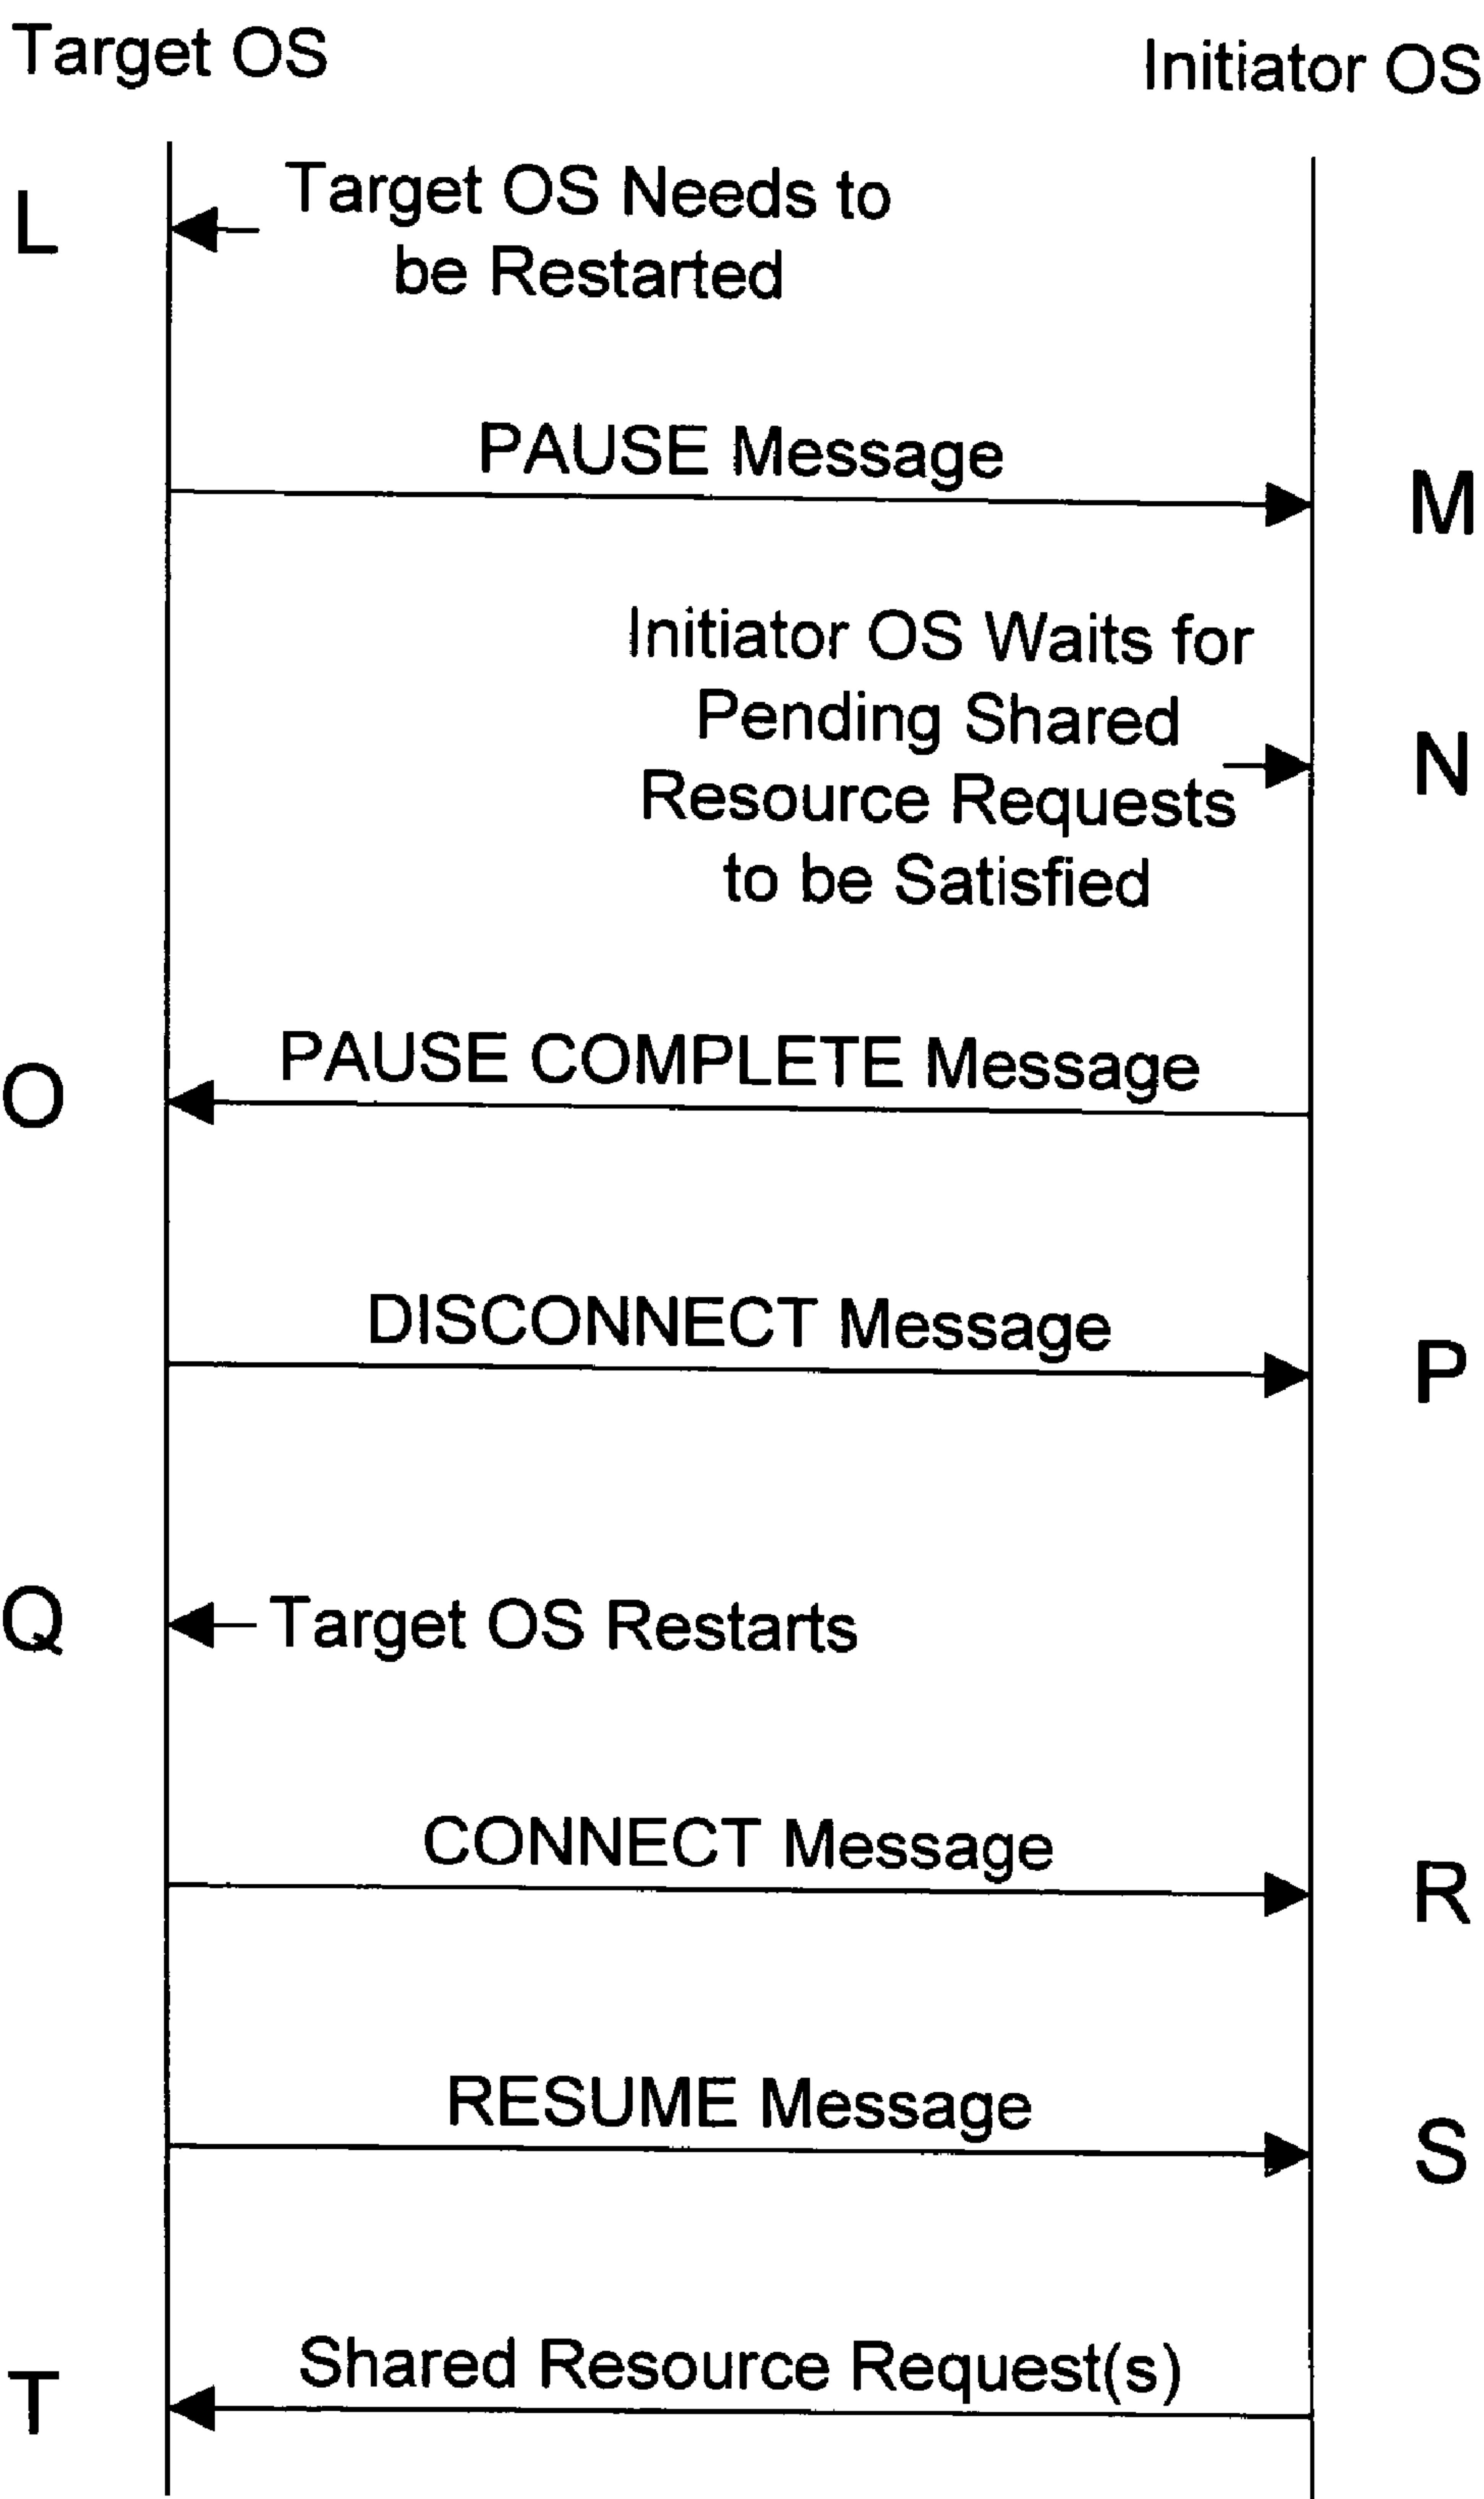 Target OS
Initiator OS
L
Target OS Needs to
be Restarted
PAUSE Message
M
Initiator OS Waits for
Pending Shared
Resource Requests
to be Satisfied
N
PAUSE COMPLETE Message
O
DISCONNECT Message
P
Q
Target OS Restarts
CONNECT Message
R
RESUME Message
S
Shared Resource Request(s)
T